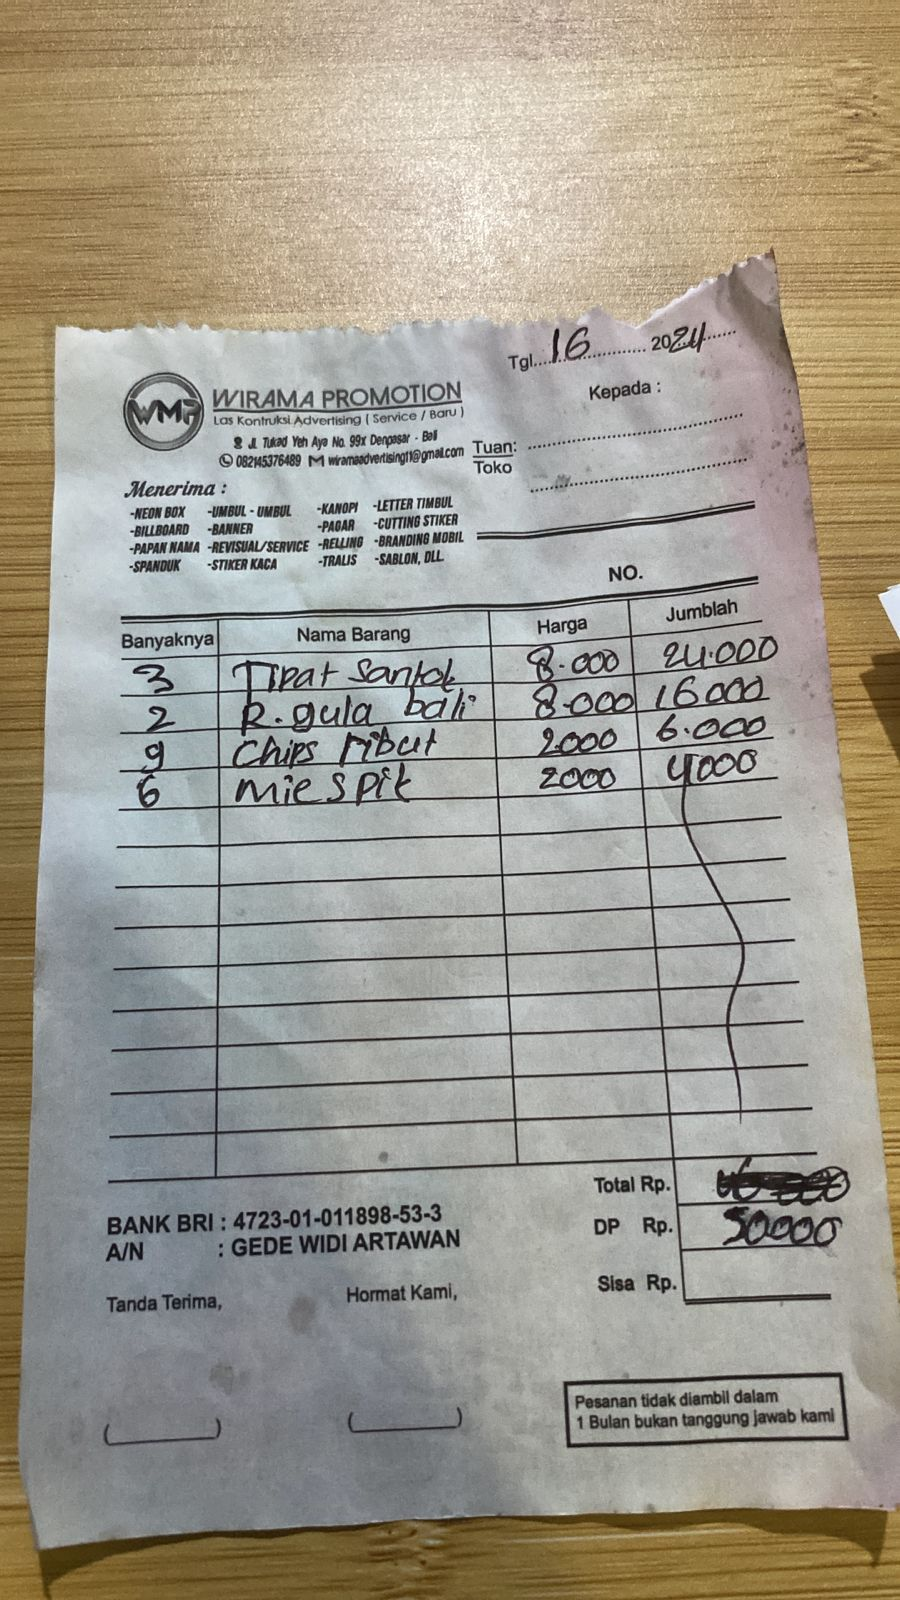 Tgl....16.............. 2024.......
WMP
WIRAMA PROMOTION
Las Kontruksi Advertising ( Service / Baru )
Jl. Tukad Yeh Aya No. 99x Denpasar - Bali
082145376489 wiramaadvertising11@gmail.com
Kepada :
Tuan:
Toko
Menerima :
-NEON BOX -UMBUL - UMBUL -KANOPI -LETTER TIMBUL
-BILLBOARD -BANNER -PAGAR -CUTTING STIKER
-PAPAN NAMA -REVISUAL/SERVICE -RELLING -BRANDING MOBIL
-SPANDUK -STIKER KACA -TRALIS -SABLON, DLL.
NO.
Banyaknya Nama Barang Harga Jumblah
3 Tipat Santok 8.000 24.000
2 R.gula bali 8.000 16000
9 Chips ribut 2000 6.000
6 mie spik 2000 4000
Total Rp.
BANK BRI : 4723-01-011898-53-3
DP Rp. 50000
A/N : GEDE WIDI ARTAWAN
Sisa Rp.
Tanda Terima, Hormat Kami,
Pesanan tidak diambil dalam
1 Bulan bukan tanggung jawab kami